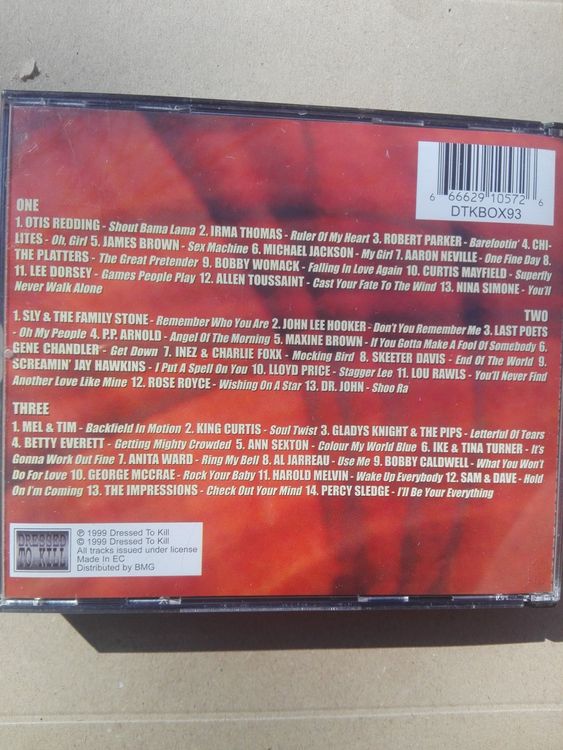 6 66629 10572 6
DTKBOX93
ONE
1. OTIS REDDING - Shout Bama Lama 2. IRMA THOMAS - Ruler Of My Heart 3. ROBERT PARKER - Barefootin' 4. CHI-
LITES - Oh, Girl 5. JAMES BROWN - Sex Machine 6. MICHAEL JACKSON - My Girl 7. AARON NEVILLE - One Fine Day 8.
THE PLATTERS - The Great Pretender 9. BOBBY WOMACK - Falling In Love Again 10. CURTIS MAYFIELD - Superfly
11. LEE DORSEY - Games People Play 12. ALLEN TOUSSAINT - Cast Your Fate To The Wind 13. NINA SIMONE - You'll
Never Walk Alone
TWO
1. SLY & THE FAMILY STONE - Remember Who You Are 2. JOHN LEE HOOKER - Don't You Remember Me 3. LAST POETS
- Oh My People 4. P.P. ARNOLD - Angel Of The Morning 5. MAXINE BROWN - If You Gotta Make A Fool Of Somebody 6.
GENE CHANDLER - Get Down 7. INEZ & CHARLIE FOXX - Mocking Bird 8. SKEETER DAVIS - End Of The World 9.
SCREAMIN' JAY HAWKINS - I Put A Spell On You 10. LLOYD PRICE - Stagger Lee 11. LOU RAWLS - You'll Never Find
Another Love Like Mine 12. ROSE ROYCE - Wishing On A Star 13. DR. JOHN - Shoo Ra
THREE
1. MEL & TIM - Backfield In Motion 2. KING CURTIS - Soul Twist 3. GLADYS KNIGHT & THE PIPS - Letterful Of Tears
4. BETTY EVERETT - Getting Mighty Crowded 5. ANN SEXTON - Colour My World Blue 6. IKE & TINA TURNER - It's
Gonna Work Out Fine 7. ANITA WARD - Ring My Bell 8. AL JARREAU - Use Me 9. BOBBY CALDWELL - What You Won't
Do For Love 10. GEORGE MCCRAE - Rock Your Baby 11. HAROLD MELVIN - Wake Up Everybody 12. SAM & DAVE - Hold
On I'm Coming 13. THE IMPRESSIONS - Check Out Your Mind 14. PERCY SLEDGE - I'll Be Your Everything
DRESSED
TO KILL
℗ 1999 Dressed To Kill
© 1999 Dressed To Kill
All tracks issued under license
Made In EC
Distributed by BMG